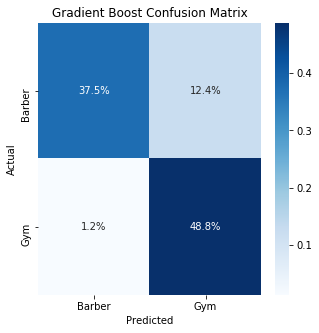 Gradient Boost Confusion Matrix
Actual
Barber
Gym
37.5%
12.4%
1.2%
48.8%
Barber
Gym
Predicted
0.4
0.3
0.2
0.1